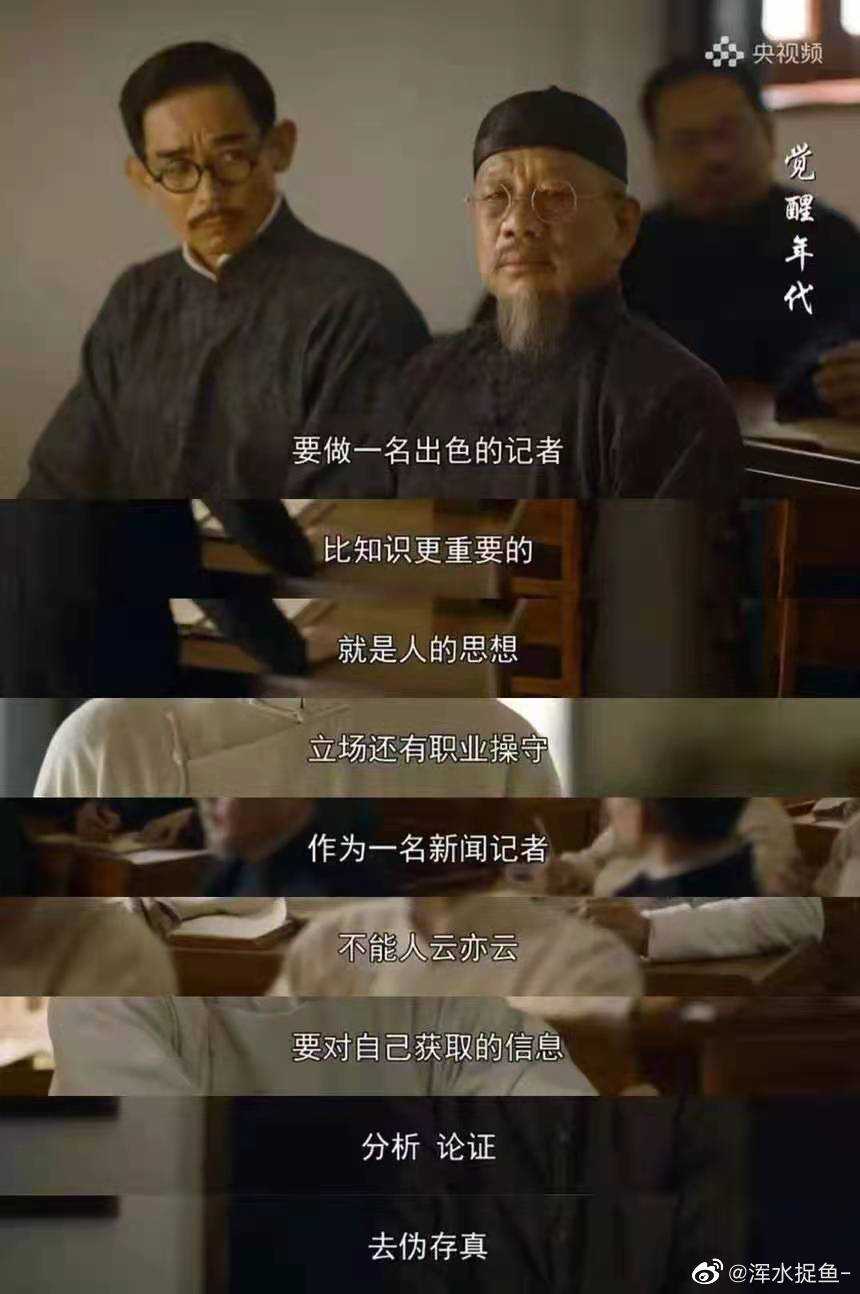 央视频
觉醒年代
要做一名出色的记者
比知识更重要的
就是人的思想
立场还有职业操守
作为一名新闻记者
不能人云亦云
要对自己获取的信息
分析 论证
去伪存真
@浑水捉鱼-